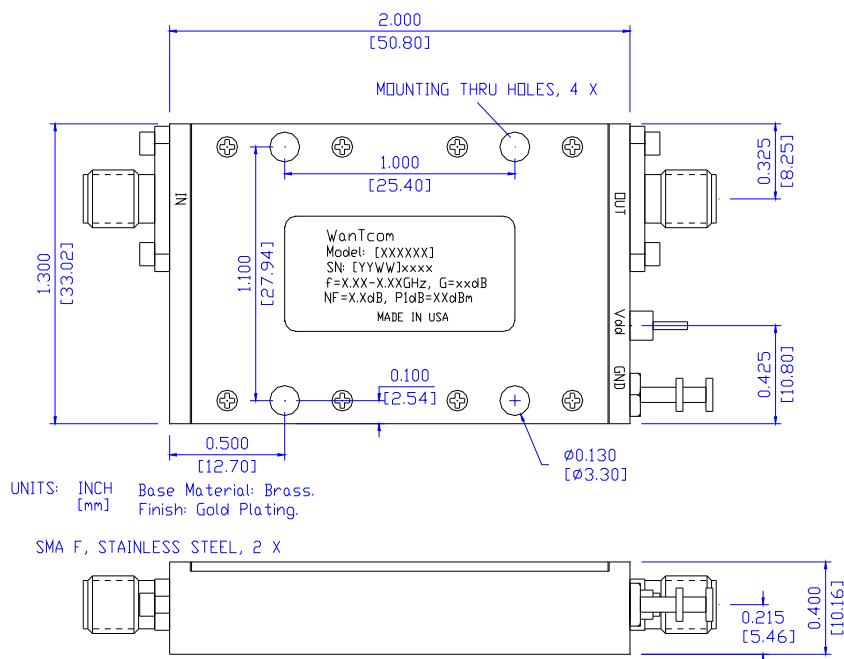 2.000
[50.80]
MOUNTING THRU HOLES, 4 X
1.000
[25.40]
0.325
[8.25]
IN
OUT
1.300
[33.02]
1.100
[27.94]
WanTcom
Model: [XXXXXX]
SN: [YYWW]xxxx
f=X.XX-X.XXGHz, G=xxdB
NF=X.XdB, P1dB=XXdBm
MADE IN USA
Vdd
GND
0.425
[10.80]
0.100
[2.54]
0.500
[12.70]
Ø0.130
[Ø3.30]
UNITS: INCH
[mm]
Base Material: Brass.
Finish: Gold Plating.
SMA F, STAINLESS STEEL, 2 X
0.215
[5.46]
0.400
[10.16]